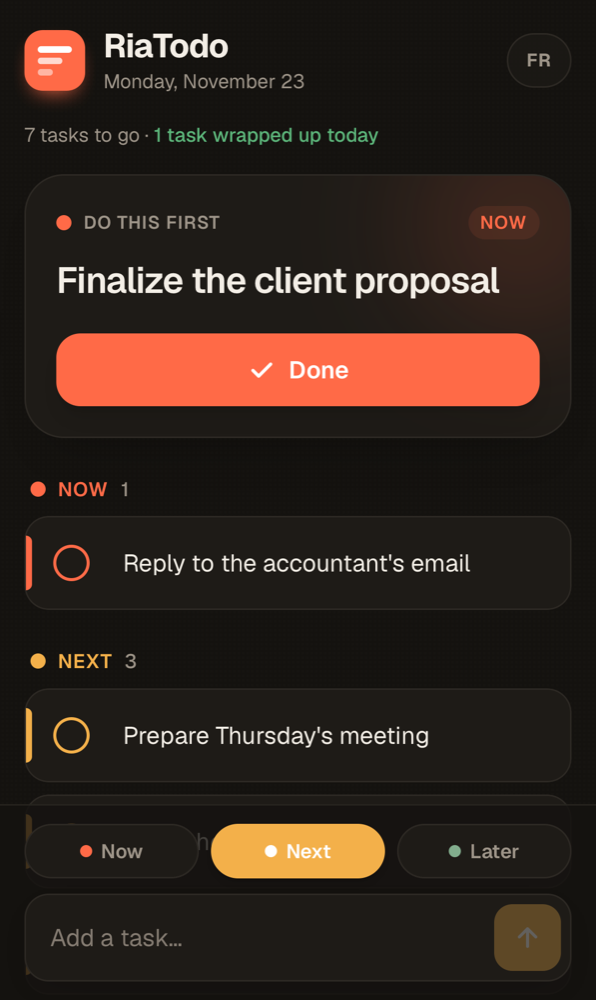 RiaTodo
Monday, November 23
FR
7 tasks to go · 1 task wrapped up today
DO THIS FIRST
NOW
Finalize the client proposal
Done
NOW 1
Reply to the accountant's email
NEXT 3
Prepare Thursday's meeting
Now
Next
Later
Add a task...